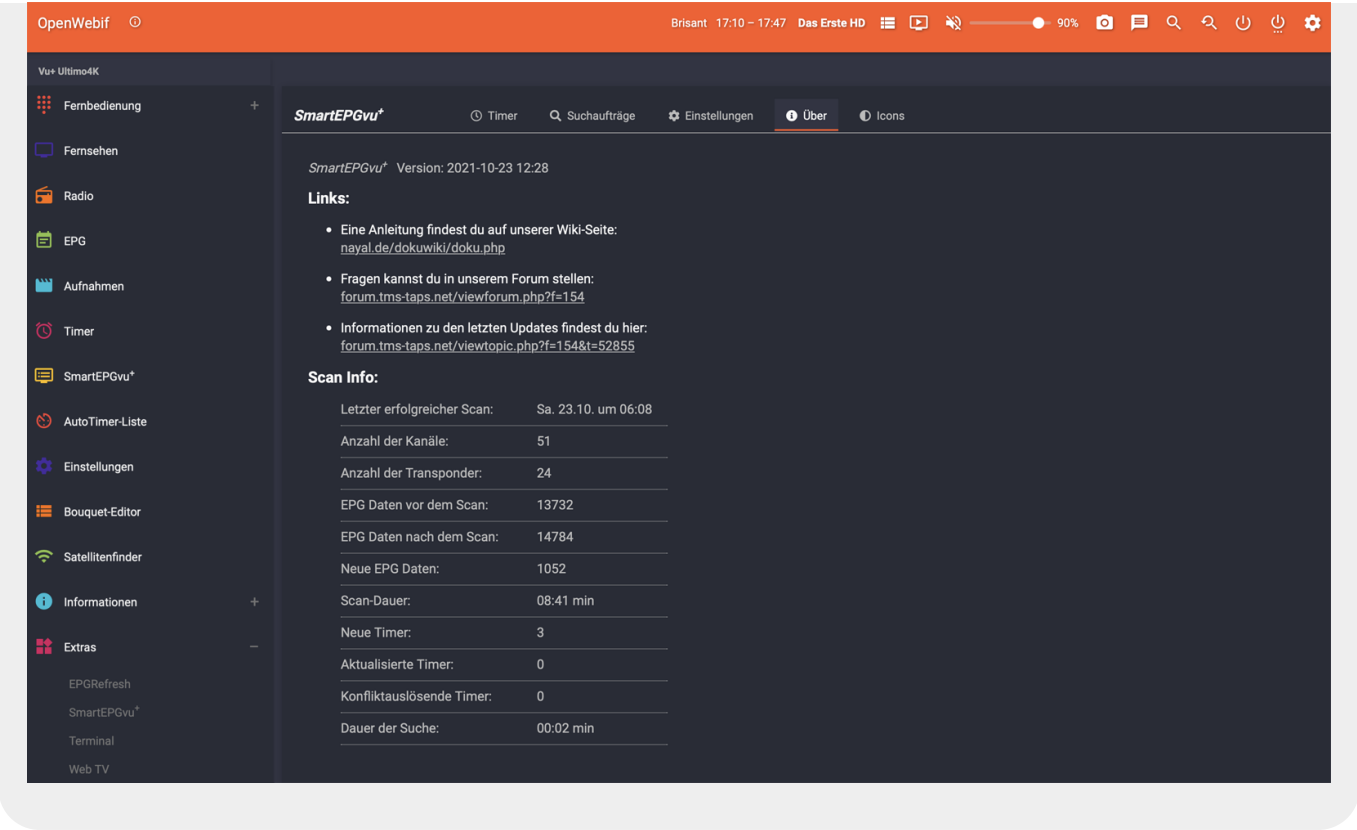 OpenWebif
Brisant 17:10 – 17:47 Das Erste HD
90%
Vu+ Ultimo4K
Fernbedienung +
Fernsehen
Radio
EPG
Aufnahmen
Timer
SmartEPGvu+
AutoTimer-Liste
Einstellungen
Bouquet-Editor
Satellitenfinder
Informationen +
Extras −
EPGRefresh
SmartEPGvu+
Terminal
Web TV
SmartEPGvu+ Timer Suchaufträge Einstellungen Über Icons
SmartEPGvu+ Version: 2021-10-23 12:28
Links:
• Eine Anleitung findest du auf unserer Wiki-Seite:
nayal.de/dokuwiki/doku.php
• Fragen kannst du in unserem Forum stellen:
forum.tms-taps.net/viewforum.php?f=154
• Informationen zu den letzten Updates findest du hier:
forum.tms-taps.net/viewtopic.php?f=154&t=52855
Scan Info:
Letzter erfolgreicher Scan: Sa. 23.10. um 06:08
Anzahl der Kanäle: 51
Anzahl der Transponder: 24
EPG Daten vor dem Scan: 13732
EPG Daten nach dem Scan: 14784
Neue EPG Daten: 1052
Scan-Dauer: 08:41 min
Neue Timer: 3
Aktualisierte Timer: 0
Konfliktauslösende Timer: 0
Dauer der Suche: 00:02 min